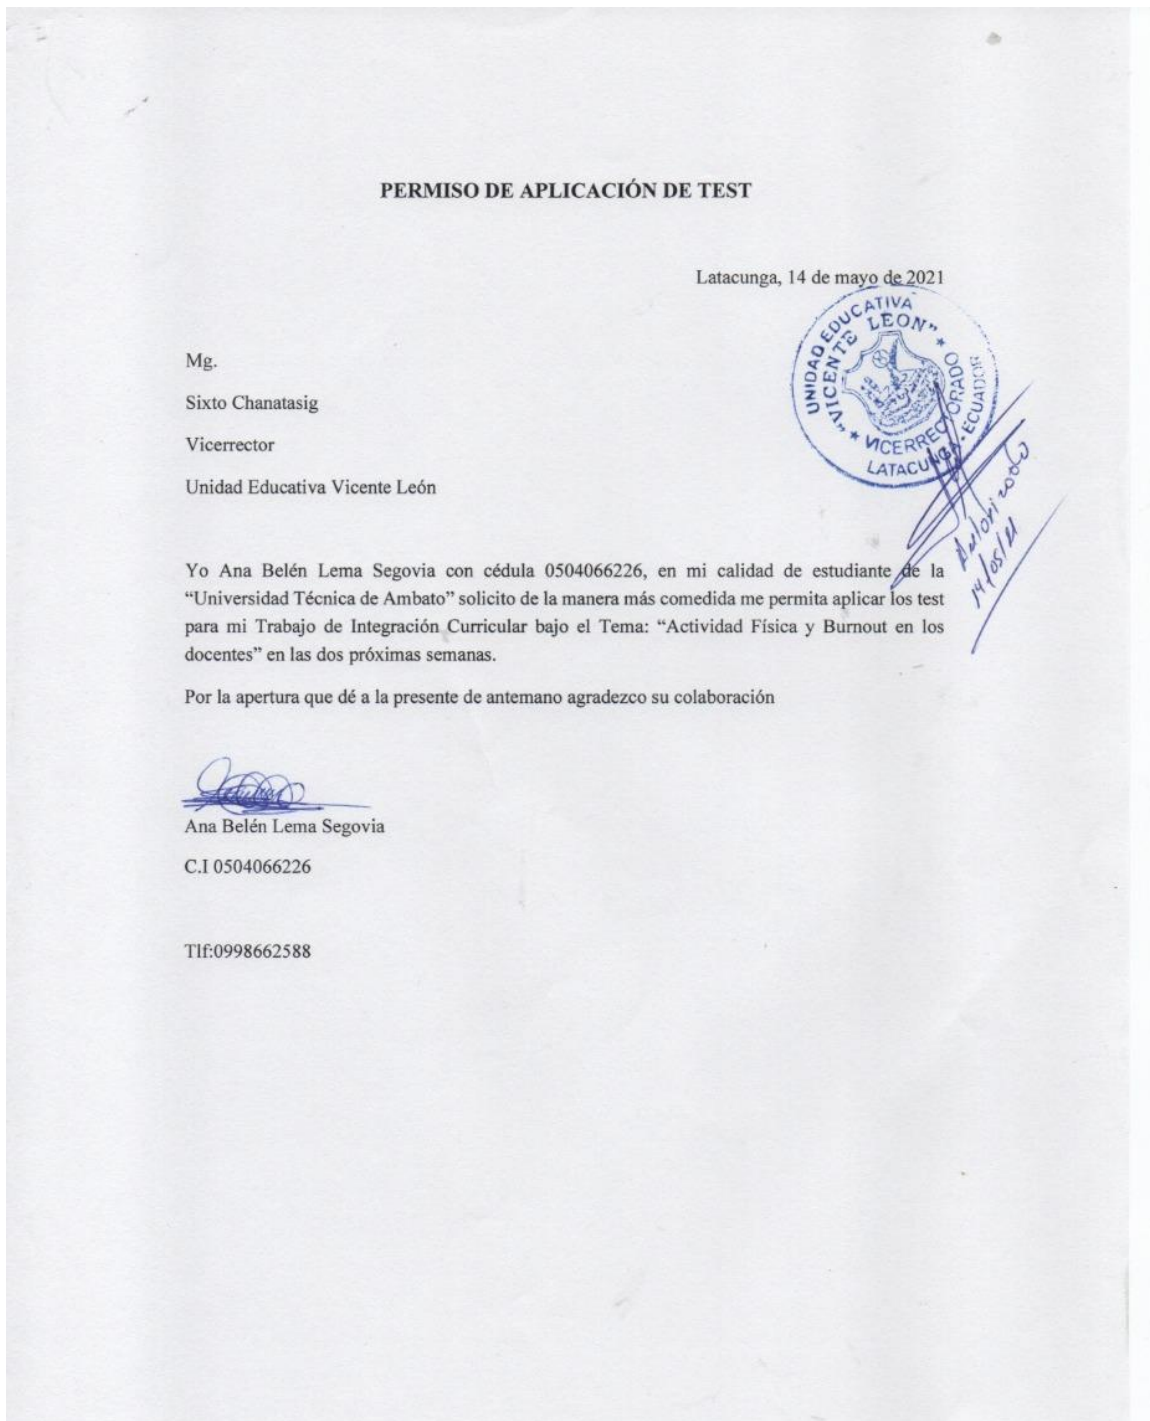 PERMISO DE APLICACIÓN DE TEST
Latacunga, 14 de mayo de 2021
UNIDAD EDUCATIVA
"VICENTE LEON"
★ VICERRECTORADO ★
LATACUNGA - ECUADOR
Mg.
Sixto Chanatasig
Vicerrector
Unidad Educativa Vicente León
Autorizado
14/05/21
Yo Ana Belén Lema Segovia con cédula 0504066226, en mi calidad de estudiante de la
“Universidad Técnica de Ambato” solicito de la manera más comedida me permita aplicar los test
para mi Trabajo de Integración Curricular bajo el Tema: “Actividad Física y Burnout en los
docentes” en las dos próximas semanas.
Por la apertura que dé a la presente de antemano agradezco su colaboración
Ana Belén Lema Segovia
C.I 0504066226
Tlf:0998662588